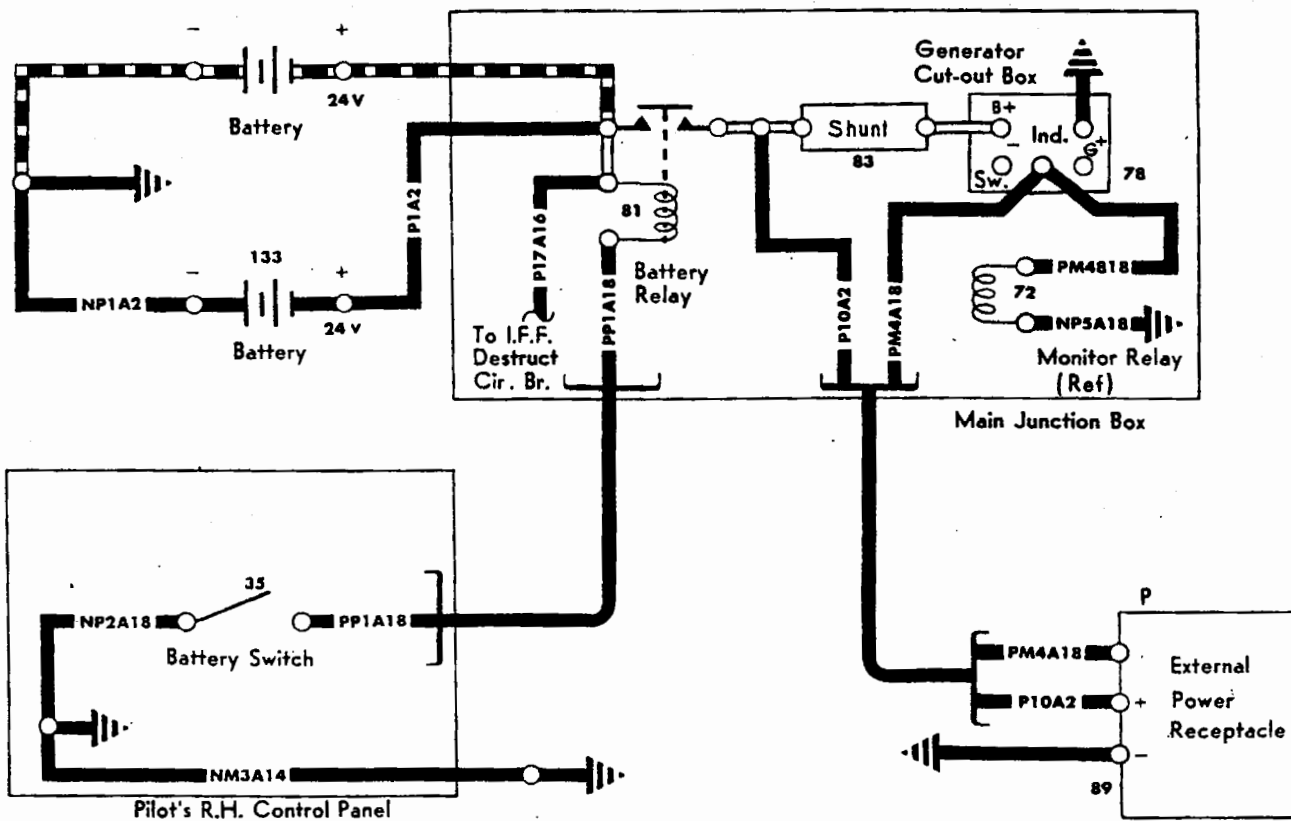 - +
24 V
Battery
Generator
Cut-out Box
B+
Ind.
-
G+
Sw.
78
Shunt
83
P1A2
P17A16
81
Battery
Relay
PP1A18
P10A2
PM4A18
PM4B18
72
NP5A18
Monitor Relay
(Ref)
133
- +
NP1A2
24 V
Battery
To I.F.F.
Destruct
Cir. Br.
Main Junction Box
35
NP2A18
PP1A18
Battery Switch
NM3A14
Pilot's R.H. Control Panel
P
PM4A18
P10A2
+
-
External
Power
Receptacle
89